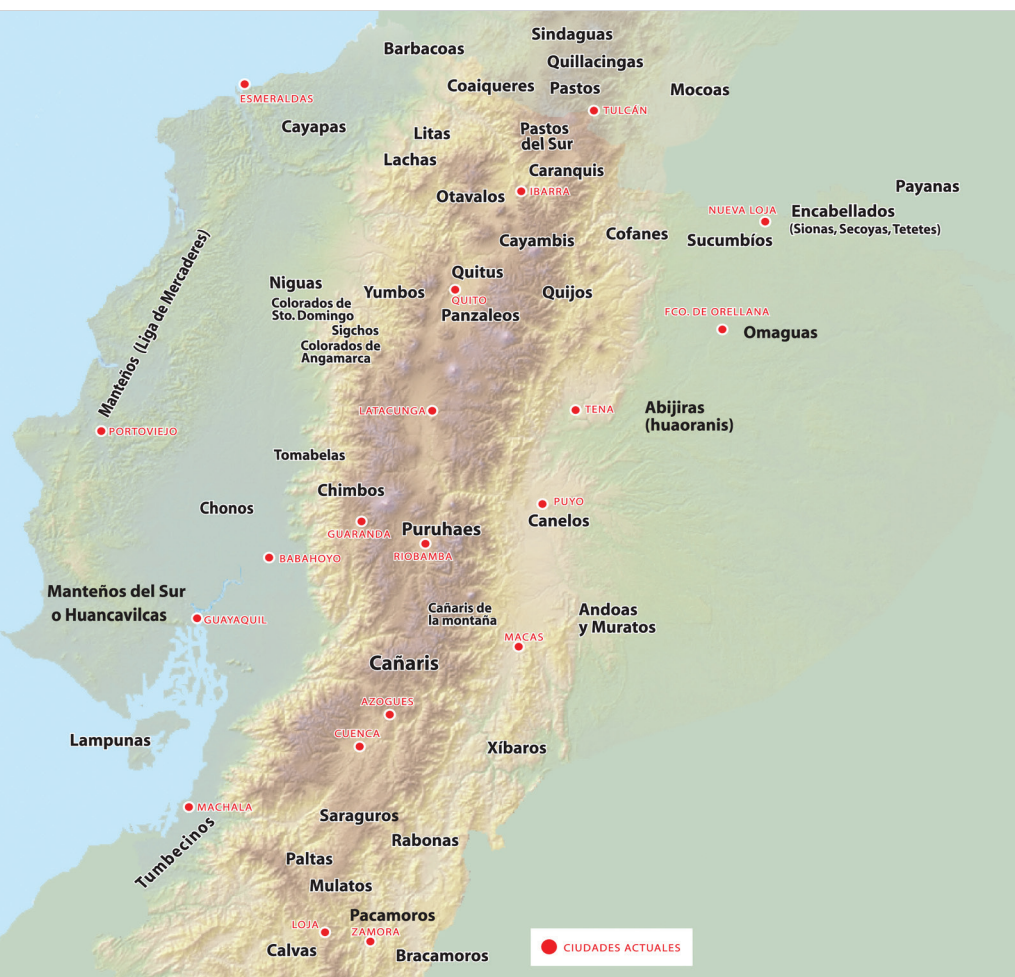 Sindaguas
Barbacoas
Quillacingas
Coaiqueres
Pastos
Mocoas
ESMERALDAS
TULCÁN
Cayapas
Litas
Pastos
del Sur
Lachas
Caranquis
Otavalos
IBARRA
Payanas
NUEVA LOJA
Encabellados
(Sionas, Secoyas, Tetetes)
Cofanes
Sucumbíos
Cayambis
Manteños (Liga de Mercaderes)
Quitus
Niguas
Yumbos
QUITO
Quijos
Colorados de
Sto. Domingo
Panzaleos
FCO. DE ORELLANA
Sigchos
Omaguas
Colorados de
Angamarca
LATACUNGA
TENA
Abijiras
(huaoranis)
PORTOVIEJO
Tomabelas
Chimbos
PUYO
Chonos
Canelos
GUARANDA
Puruhaes
RIOBAMBA
BABAHOYO
Manteños del Sur
o Huancavilcas
GUAYAQUIL
Cañaris de
la montaña
Andoas
y Muratos
MACAS
Cañaris
AZOGUES
CUENCA
Lampunas
Xíbaros
MACHALA
Tumbecinos
Saraguros
Rabonas
Paltas
Mulatos
Pacamoros
LOJA
ZAMORA
Calvas
Bracamoros
CIUDADES ACTUALES